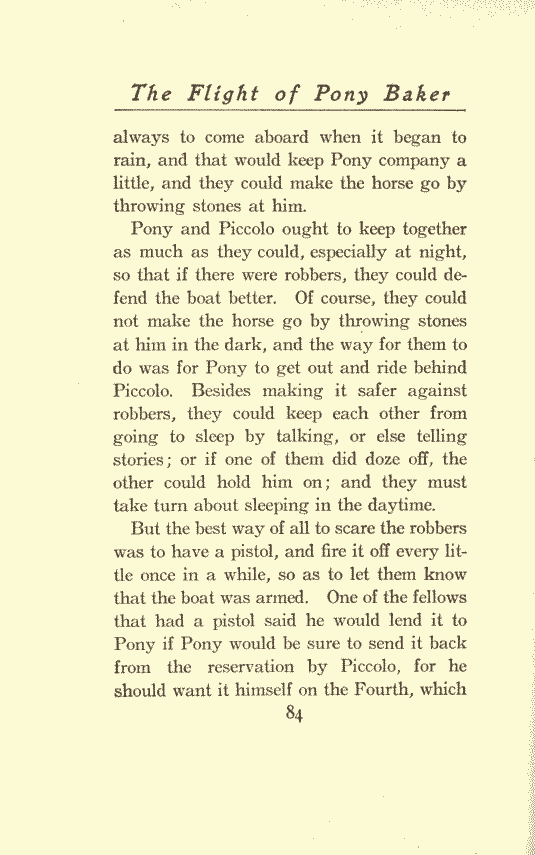 The Flight of Pony Baker
always to come aboard when it began to
rain, and that would keep Pony company a
little, and they could make the horse go by
throwing stones at him.
Pony and Piccolo ought to keep together
as much as they could, especially at night,
so that if there were robbers, they could de-
fend the boat better. Of course, they could
not make the horse go by throwing stones
at him in the dark, and the way for them to
do was for Pony to get out and ride behind
Piccolo. Besides making it safer against
robbers, they could keep each other from
going to sleep by talking, or else telling
stories; or if one of them did doze off, the
other could hold him on; and they must
take turn about sleeping in the daytime.
But the best way of all to scare the robbers
was to have a pistol, and fire it off every lit-
tle once in a while, so as to let them know
that the boat was armed. One of the fellows
that had a pistol said he would lend it to
Pony if Pony would be sure to send it back
from the reservation by Piccolo, for he
should want it himself on the Fourth, which
84